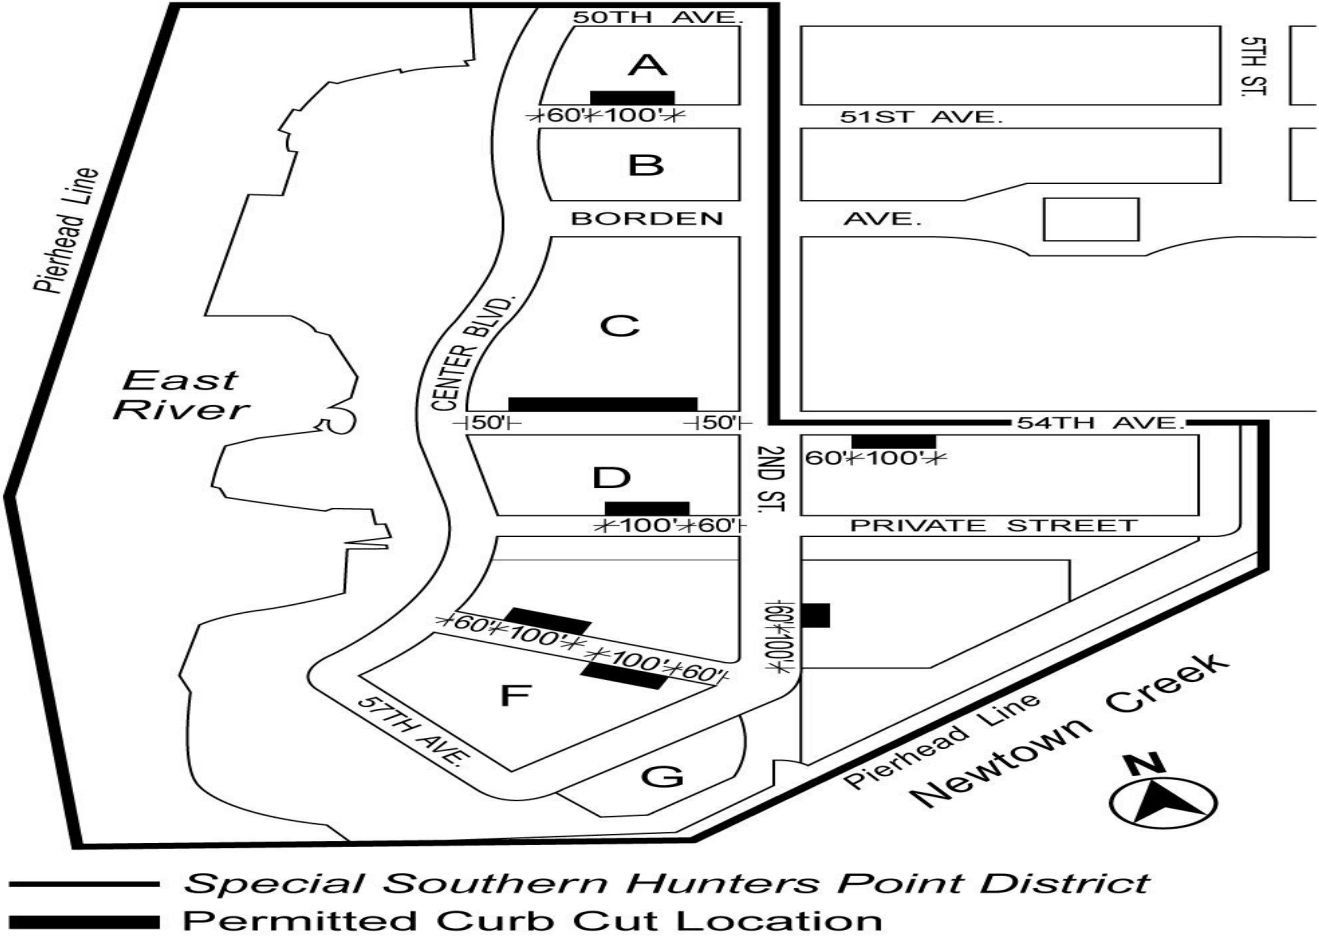 50TH AVE.
5TH ST.
A
60' 100'
51ST AVE.
B
Pierhead Line
BORDEN AVE.
CENTER BLVD.
C
East
River
50' 50'
54TH AVE.
2ND ST.
60' 100'
D
100' 60'
PRIVATE STREET
60' 100'
60' 100'
100' 60'
F
57TH AVE.
G
Pierhead Line
Newtown Creek
N
Special Southern Hunters Point District
Permitted Curb Cut Location